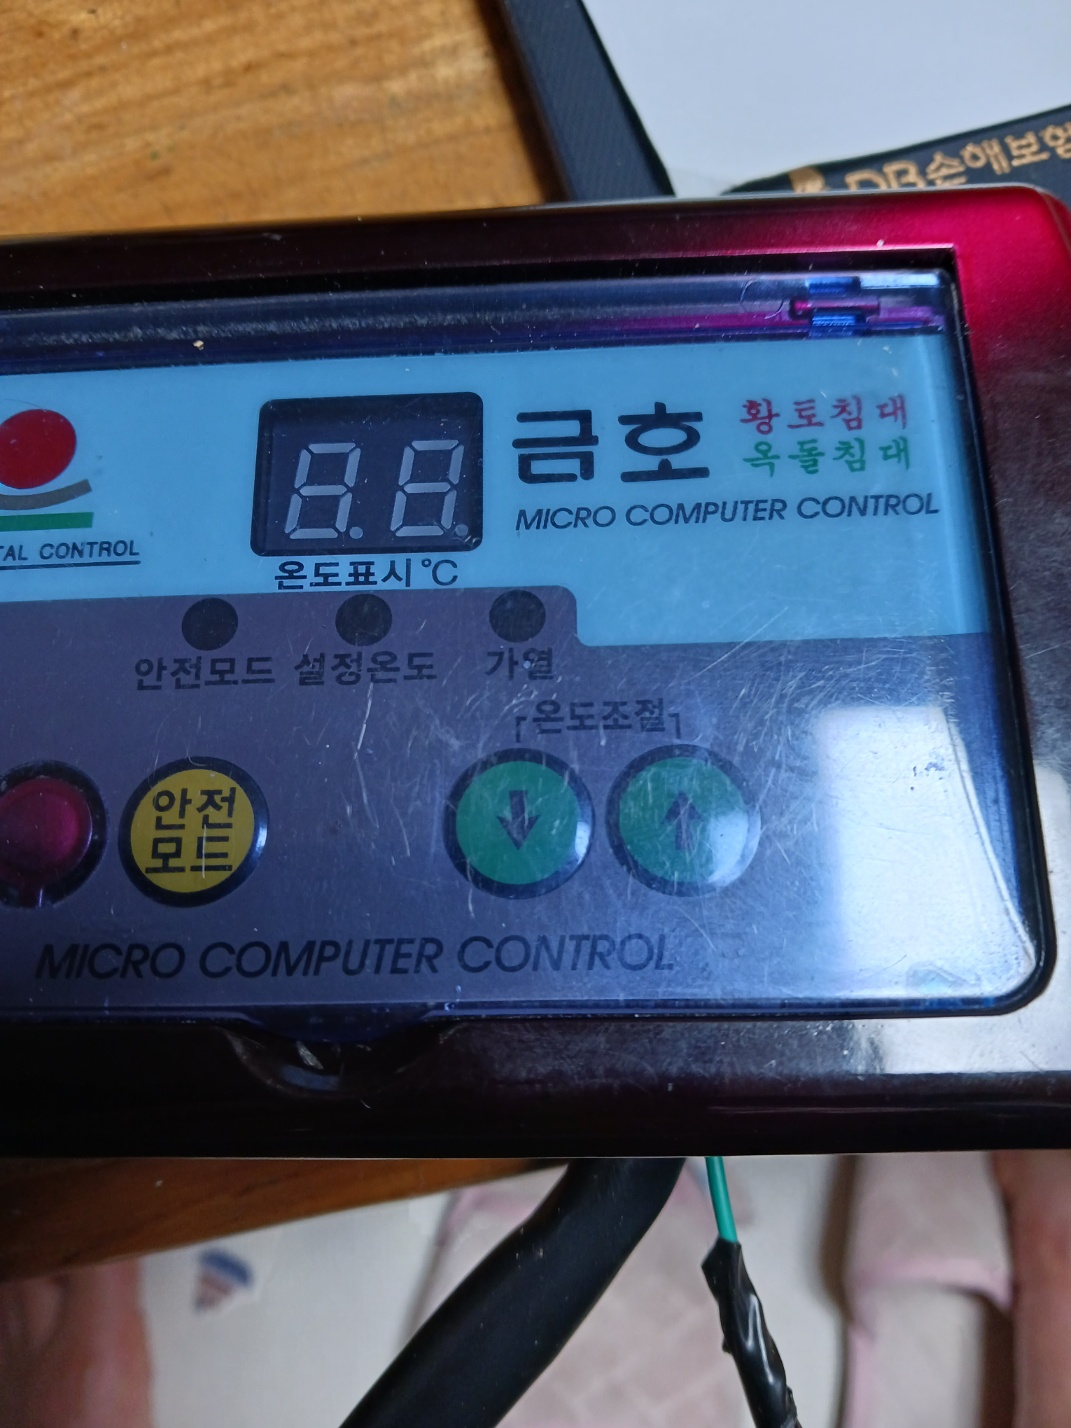 DB손해보험
금호
황토침대
옥돌침대
MICRO COMPUTER CONTROL
TAL CONTROL
온도표시℃
안전모드 설정온도 가열
온도조절
안전
모드
MICRO COMPUTER CONTROL